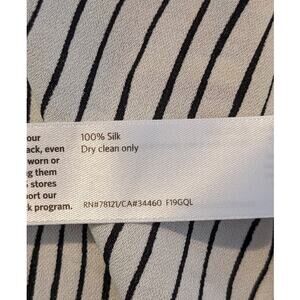 our
ack, even
worn or
g them
stores
ort our
k program.
100% Silk
Dry clean only
RN#78121/CA#34460 F19GQL